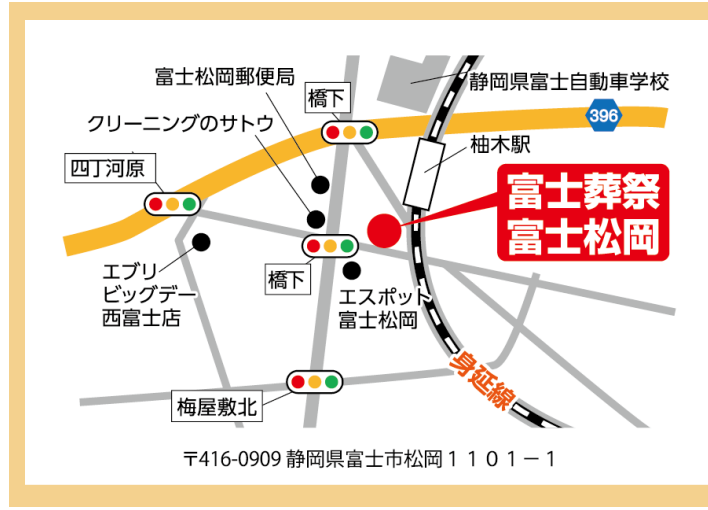 富士松岡郵便局
静岡県富士自動車学校
橋下
396
クリーニングのサトウ
柚木駅
四丁河原
富士葬祭
富士松岡
橋下
エブリ
ビッグデー
西富士店
エスポット
富士松岡
身延線
梅屋敷北
〒416-0909 静岡県富士市松岡１１０１－１